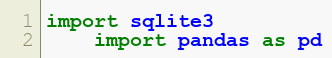 1 import sqlite3
2     import pandas as pd